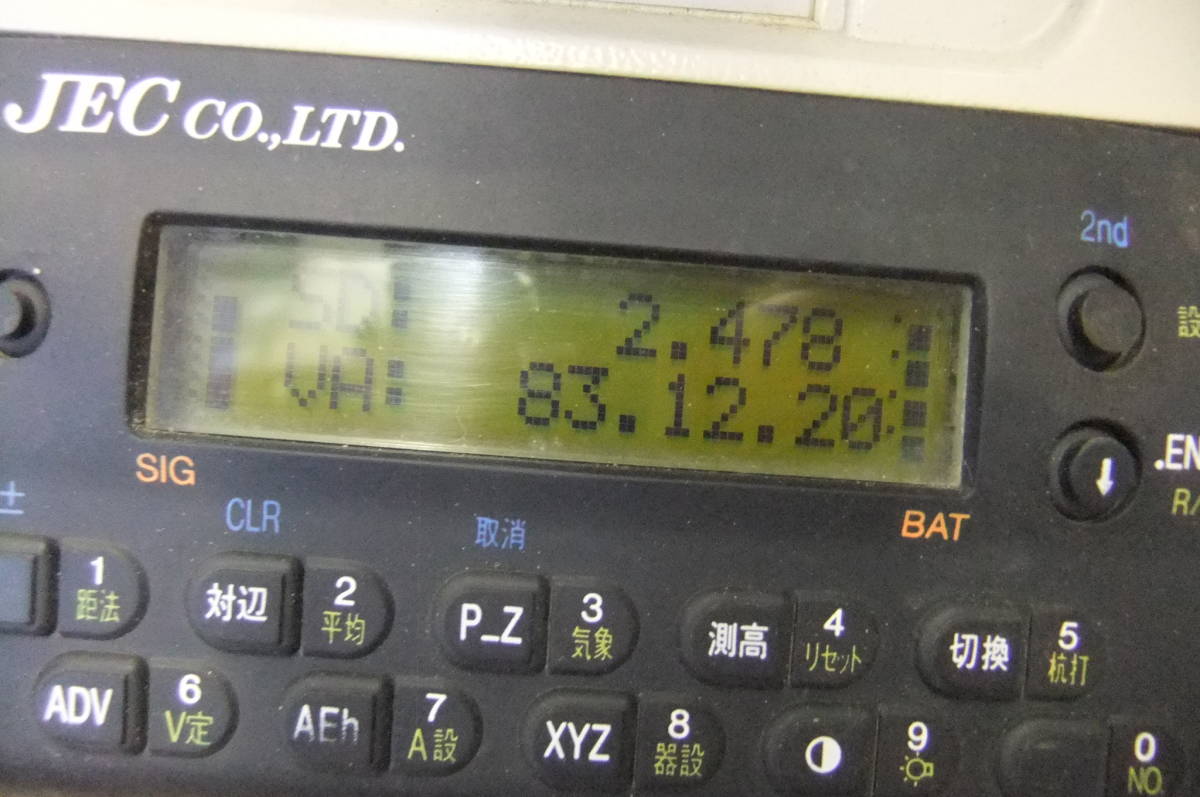 JEC CO.,LTD.
2nd
SD: 2.478
設
VA: 83.12.20
.EN
R/
SIG
BAT
± CLR 取消
1 2 3 4 5
距法 対辺 平均 P_Z 気象 測高 リセット 切換 杭打
6 7 8 9 0
ADV V定 AEh A設 XYZ 器設 NO.